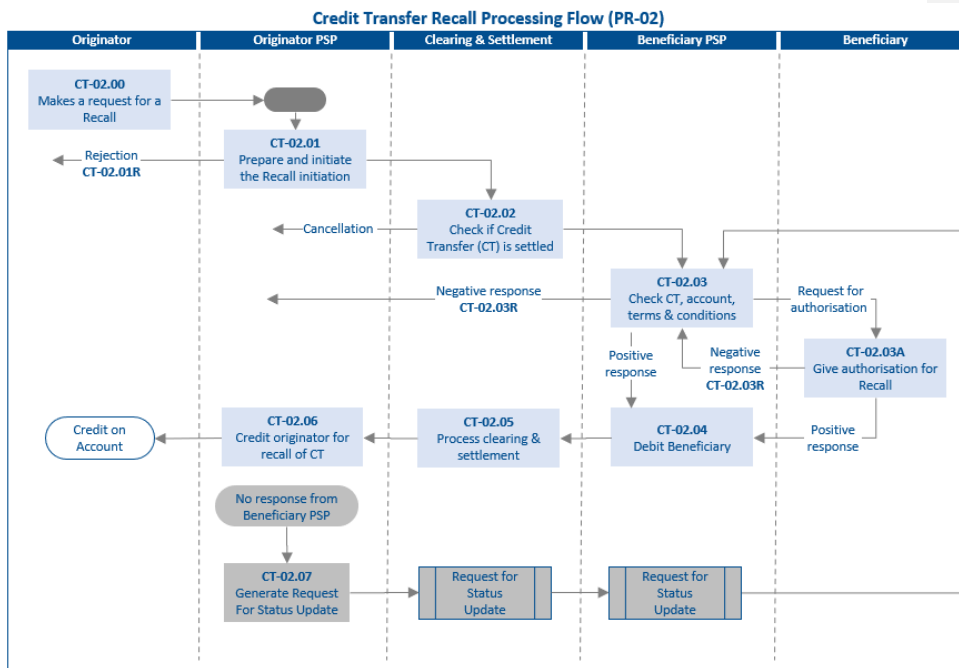 Credit Transfer Recall Processing Flow (PR-02)
Originator
Originator PSP
Clearing & Settlement
Beneficiary PSP
Beneficiary
CT-02.00
Makes a request for a
Recall
CT-02.01
Prepare and initiate
the Recall initiation
Rejection
CT-02.01R
CT-02.02
Check if Credit
Transfer (CT) is settled
Cancellation
CT-02.03
Check CT, account,
terms & conditions
Negative response
CT-02.03R
Request for
authorisation
CT-02.03A
Give authorisation for
Recall
Negative
response
CT-02.03R
Positive
response
Positive
response
CT-02.04
Debit Beneficiary
CT-02.05
Process clearing &
settlement
CT-02.06
Credit originator for
recall of CT
Credit on
Account
No response from
Beneficiary PSP
CT-02.07
Generate Request
For Status Update
Request for
Status
Update
Request for
Status
Update